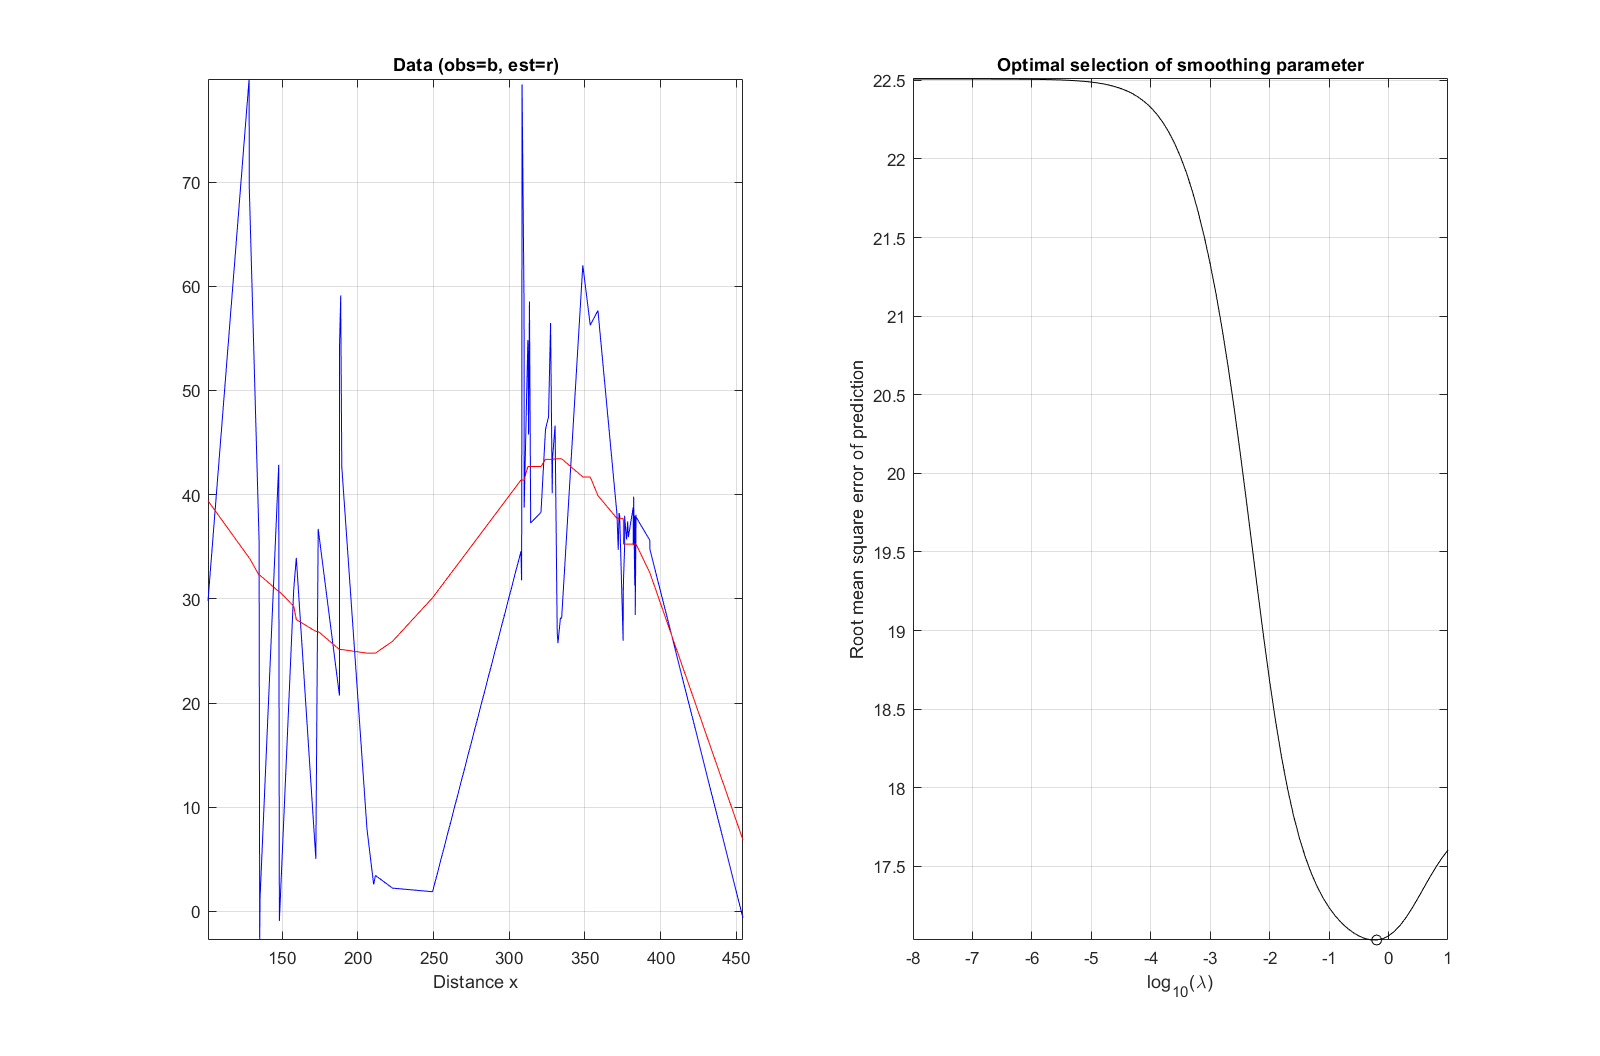 Data (obs=b, est=r)
70
60
50
40
30
20
10
0
150 200 250 300 350 400 450
Distance x
Optimal selection of smoothing parameter
Root mean square error of prediction
22.5
22
21.5
21
20.5
20
19.5
19
18.5
18
17.5
-8 -7 -6 -5 -4 -3 -2 -1 0 1
log10(λ)